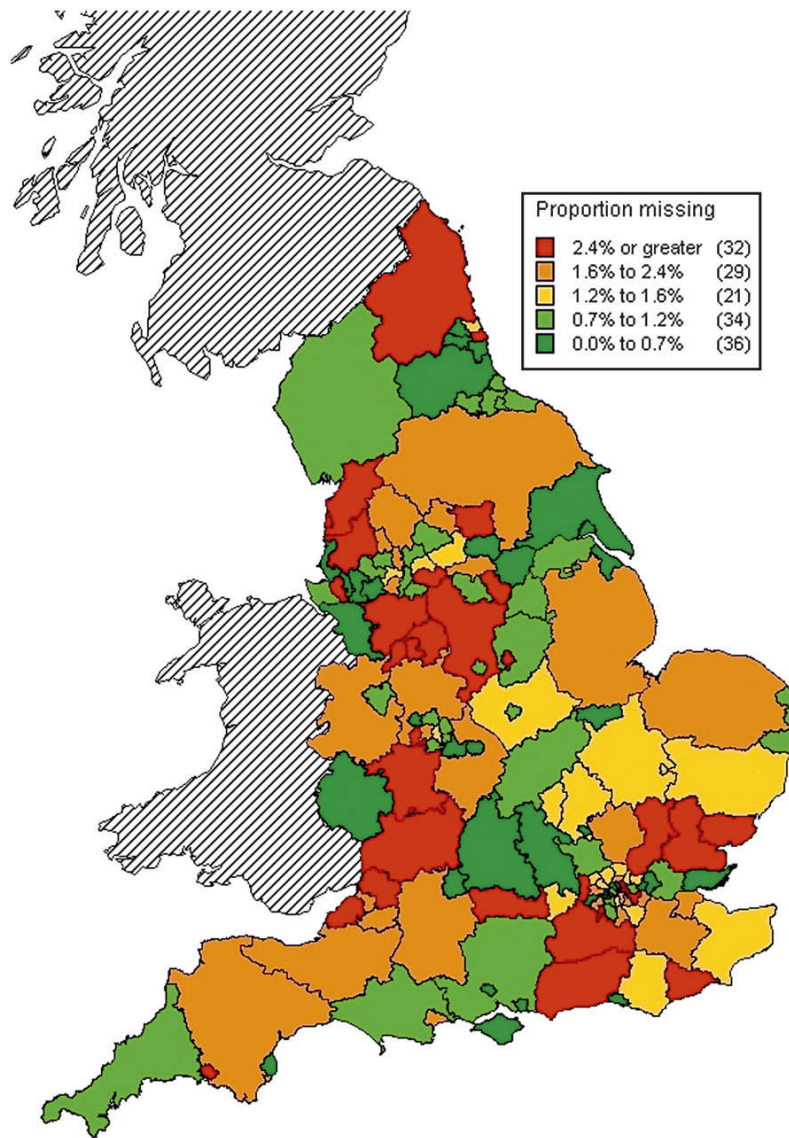 Proportion missing
2.4% or greater (32)
1.6% to 2.4% (29)
1.2% to 1.6% (21)
0.7% to 1.2% (34)
0.0% to 0.7% (36)